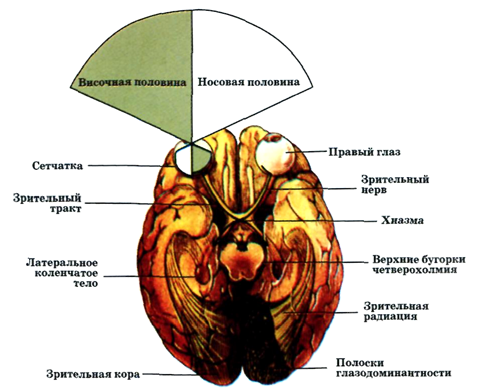 Височная половина
Носовая половина
Сетчатка
Правый глаз
Зрительный
нерв
Зрительный
тракт
Хиазма
Латеральное
коленчатое
тело
Верхние бугорки
четверохолмия
Зрительная
радиация
Зрительная кора
Полоски
глазодоминантности